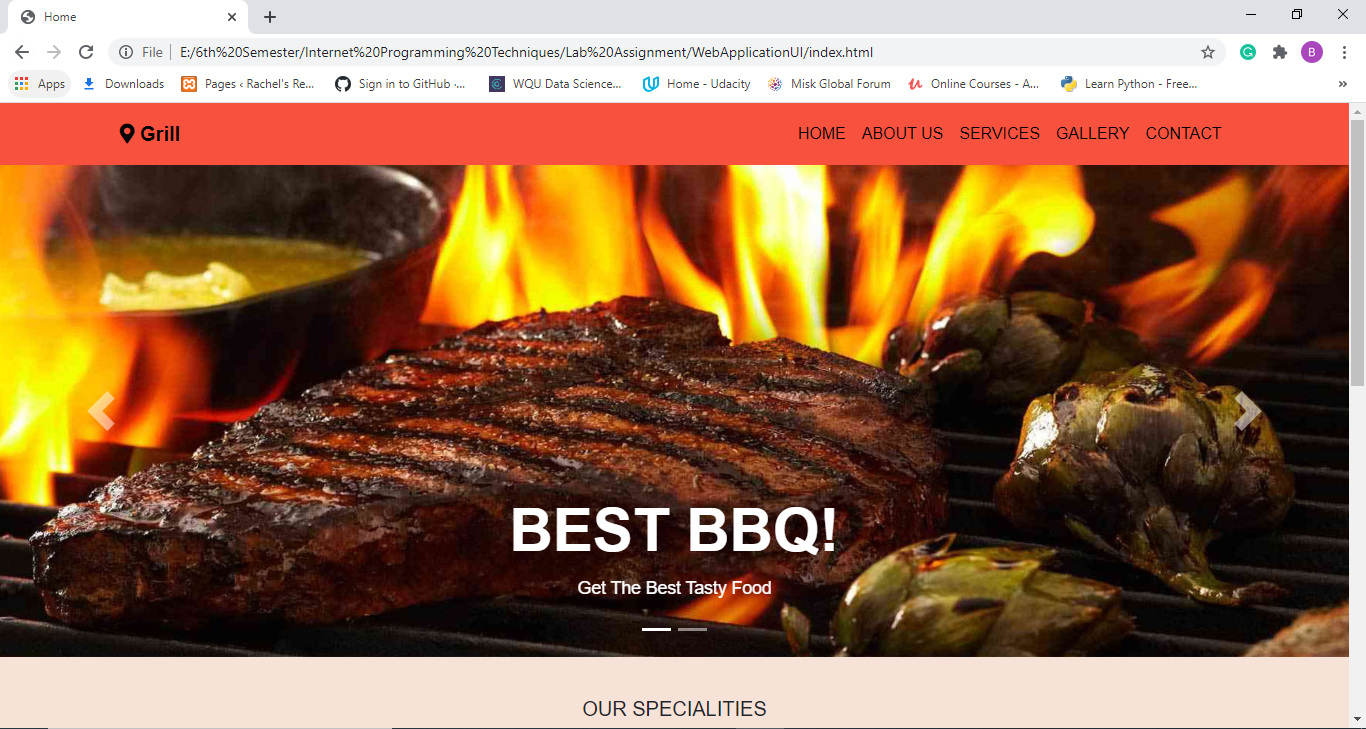 Home
File
E:/6th%20Semester/Internet%20Programming%20Techniques/Lab%20Assignment/WebApplicationUI/index.html
B
Apps Downloads Pages ‹ Rachel's Re... Sign in to GitHub ·... WQU Data Science... Home - Udacity Misk Global Forum Online Courses - A... Learn Python - Free... »
Grill
HOME ABOUT US SERVICES GALLERY CONTACT
BEST BBQ!
Get The Best Tasty Food
OUR SPECIALITIES